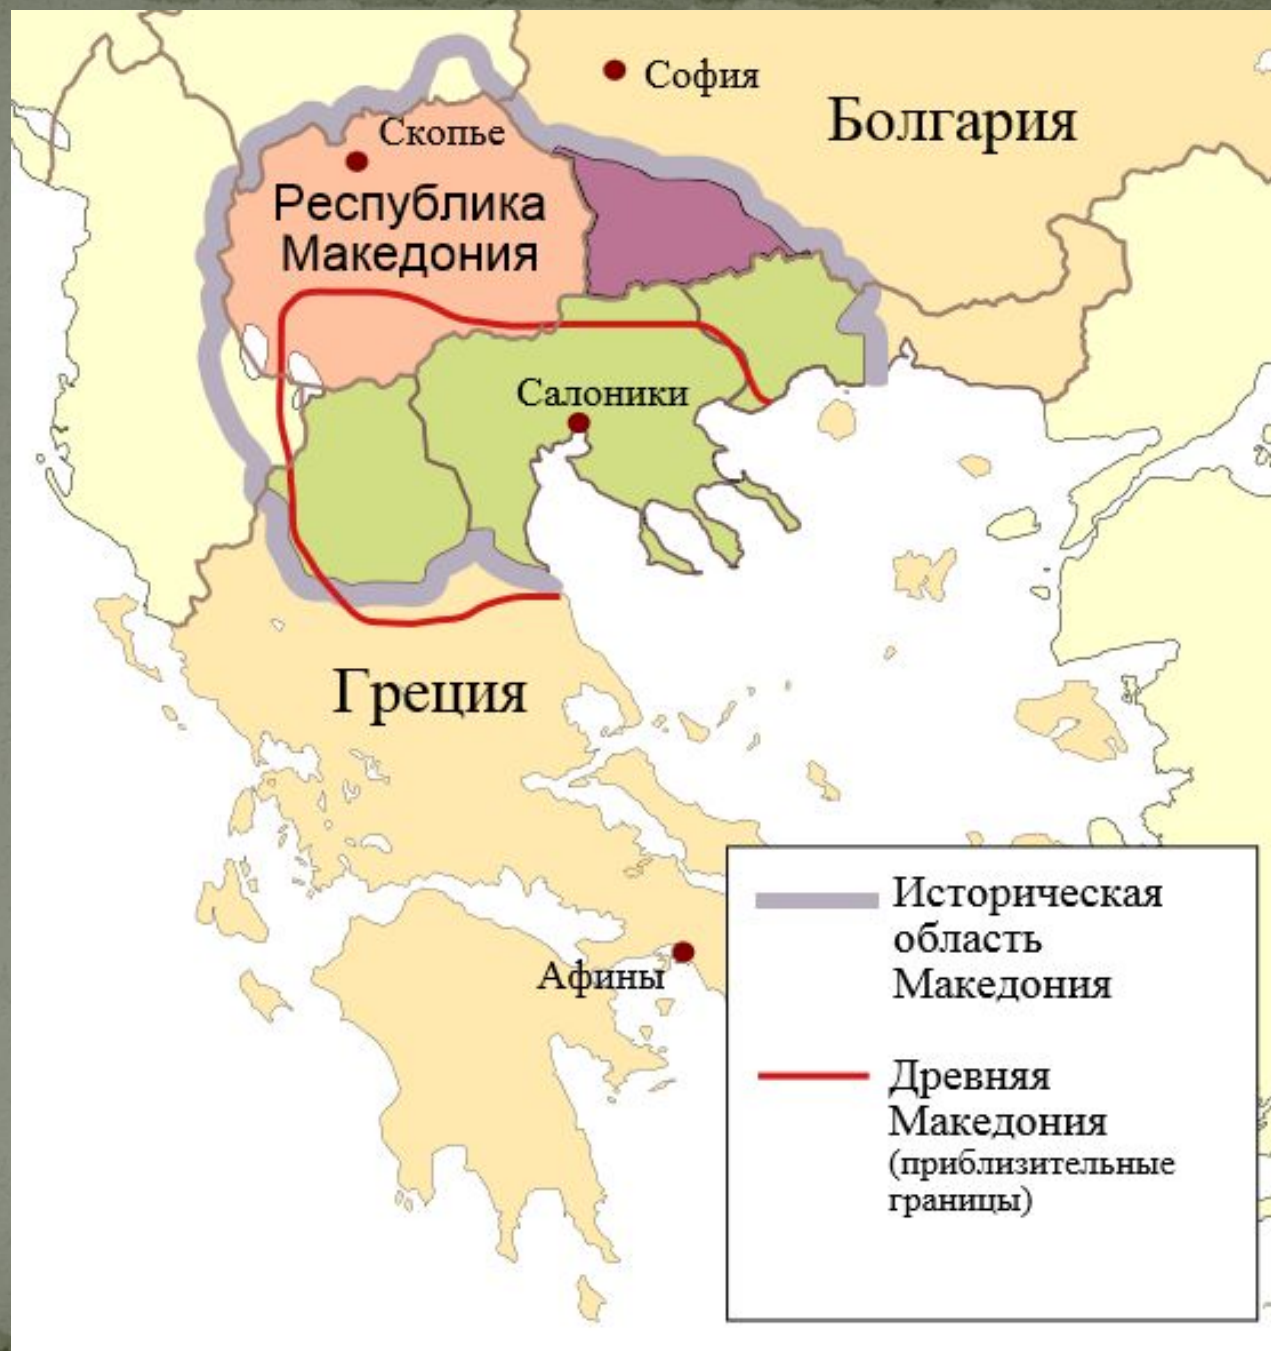 София
Болгария
Скопье
Республика
Македония
Салоники
Греция
Афины
Историческая
область
Македония
Древняя
Македония
(приблизительные
границы)